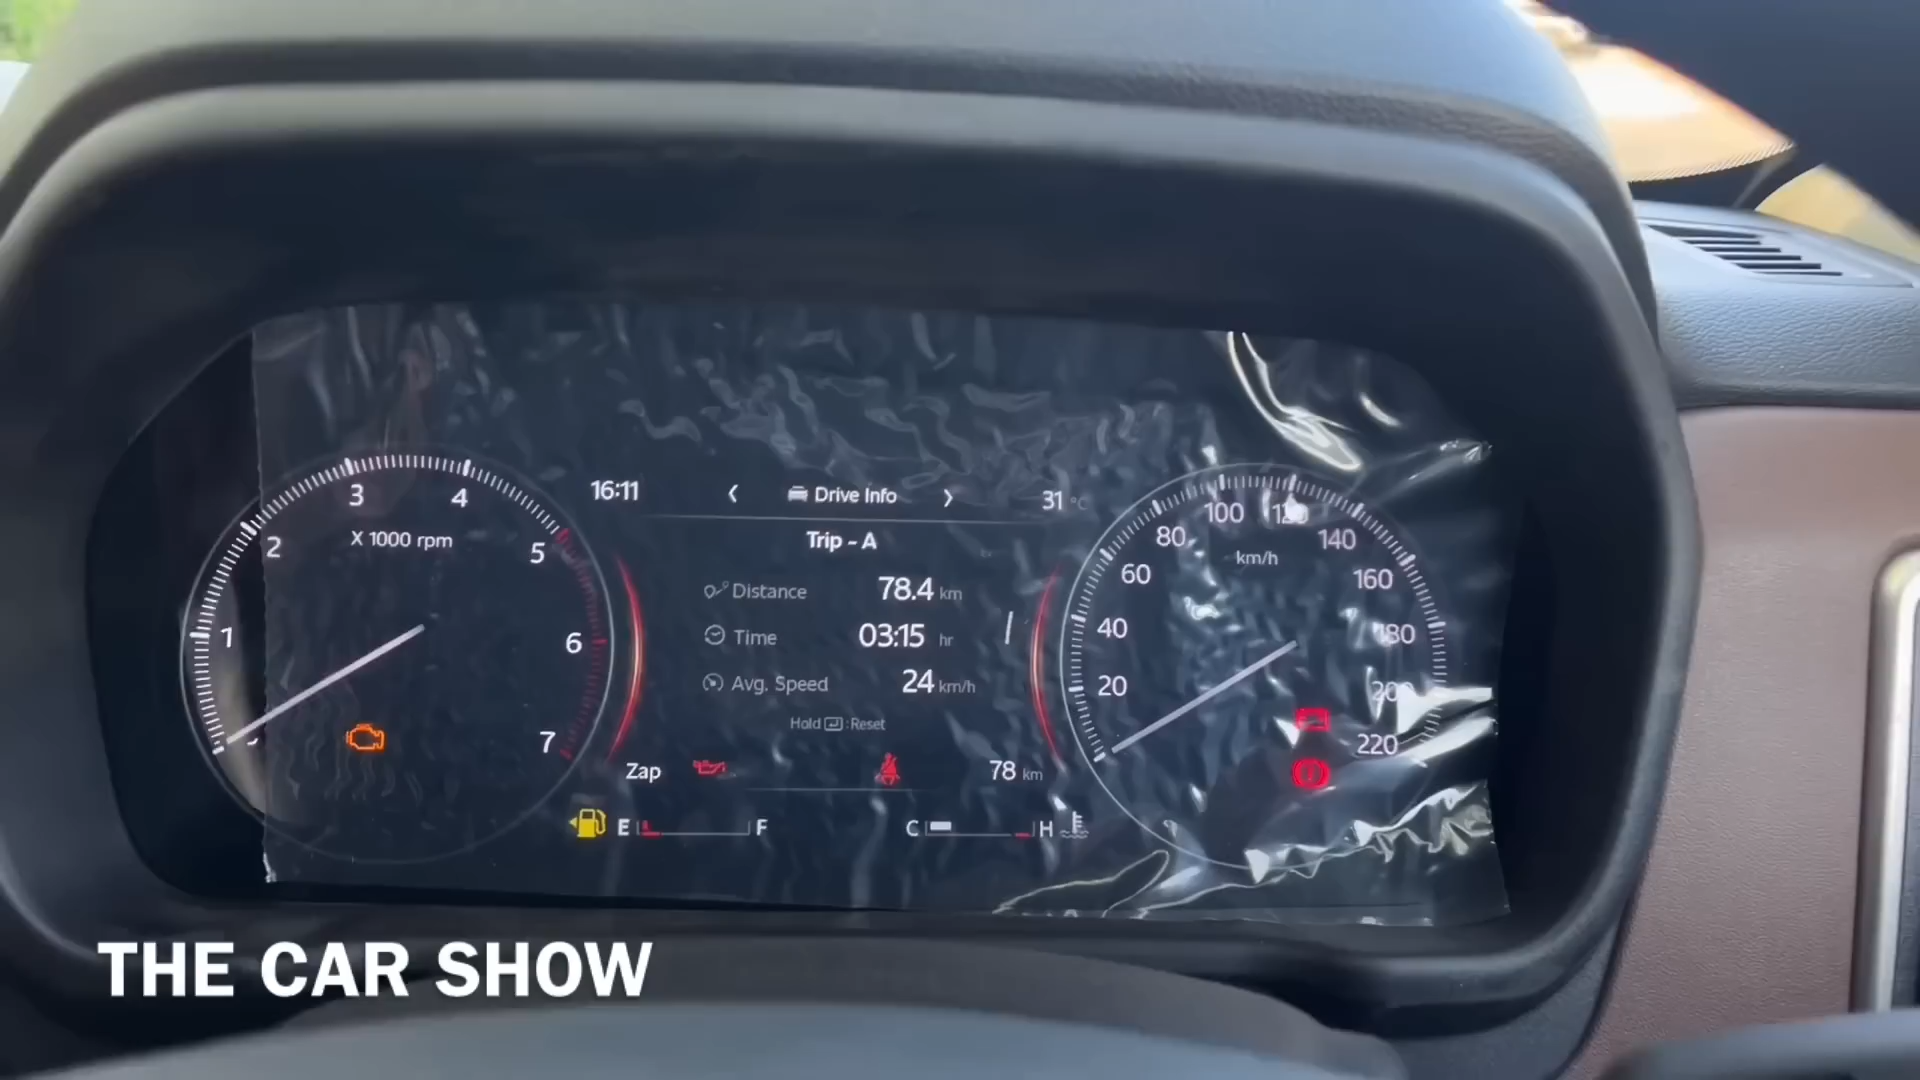 16:11 Drive Info 31 °C
Trip - A
Distance 78.4 km
Time 03:15 hr
Avg. Speed 24 km/h
Hold : Reset
Zap 78 km
E F C H
1 2 3 4 5 6 7
X 1000 rpm
20 40 60 80 100 120 140 160 180 200 220
km/h
THE CAR SHOW